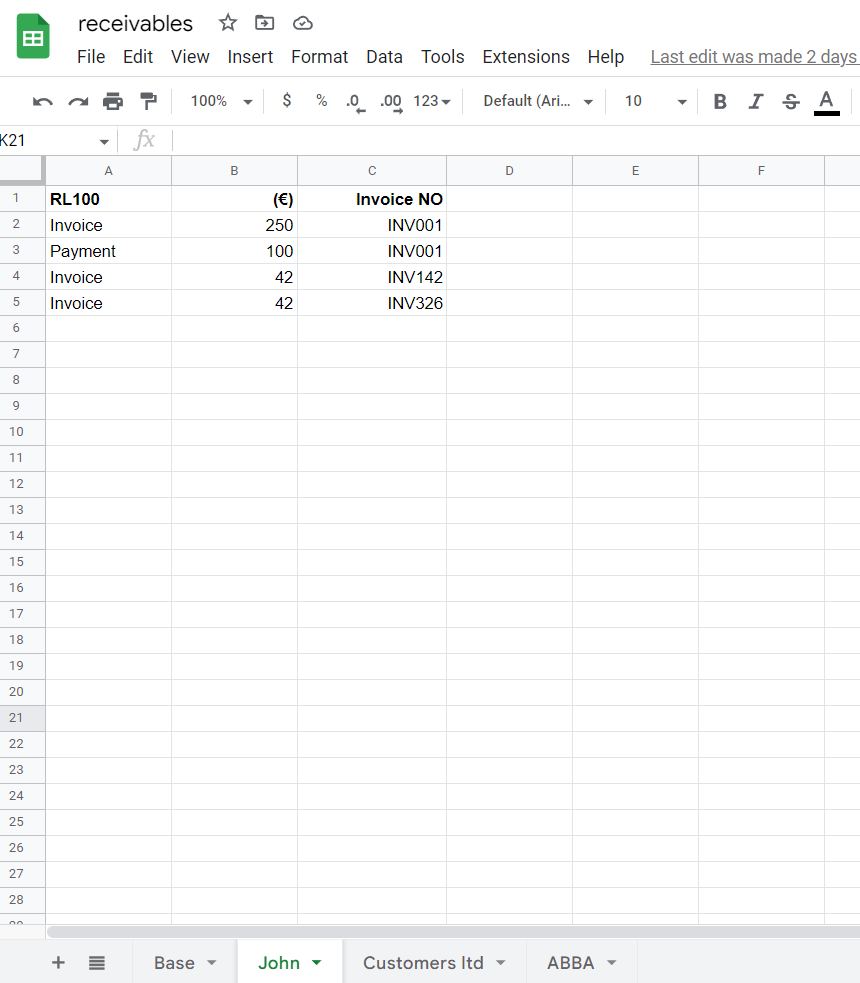 receivables
File Edit View Insert Format Data Tools Extensions Help Last edit was made 2 days
100% $ % .0 .00 123 Default (Ari... 10 B I S A
K21 fx
A B C D E F
1 RL100 (€) Invoice NO
2 Invoice 250 INV001
3 Payment 100 INV001
4 Invoice 42 INV142
5 Invoice 42 INV326
6
7
8
9
10
11
12
13
14
15
16
17
18
19
20
21
22
23
24
25
26
27
28
+ Base John Customers ltd ABBA